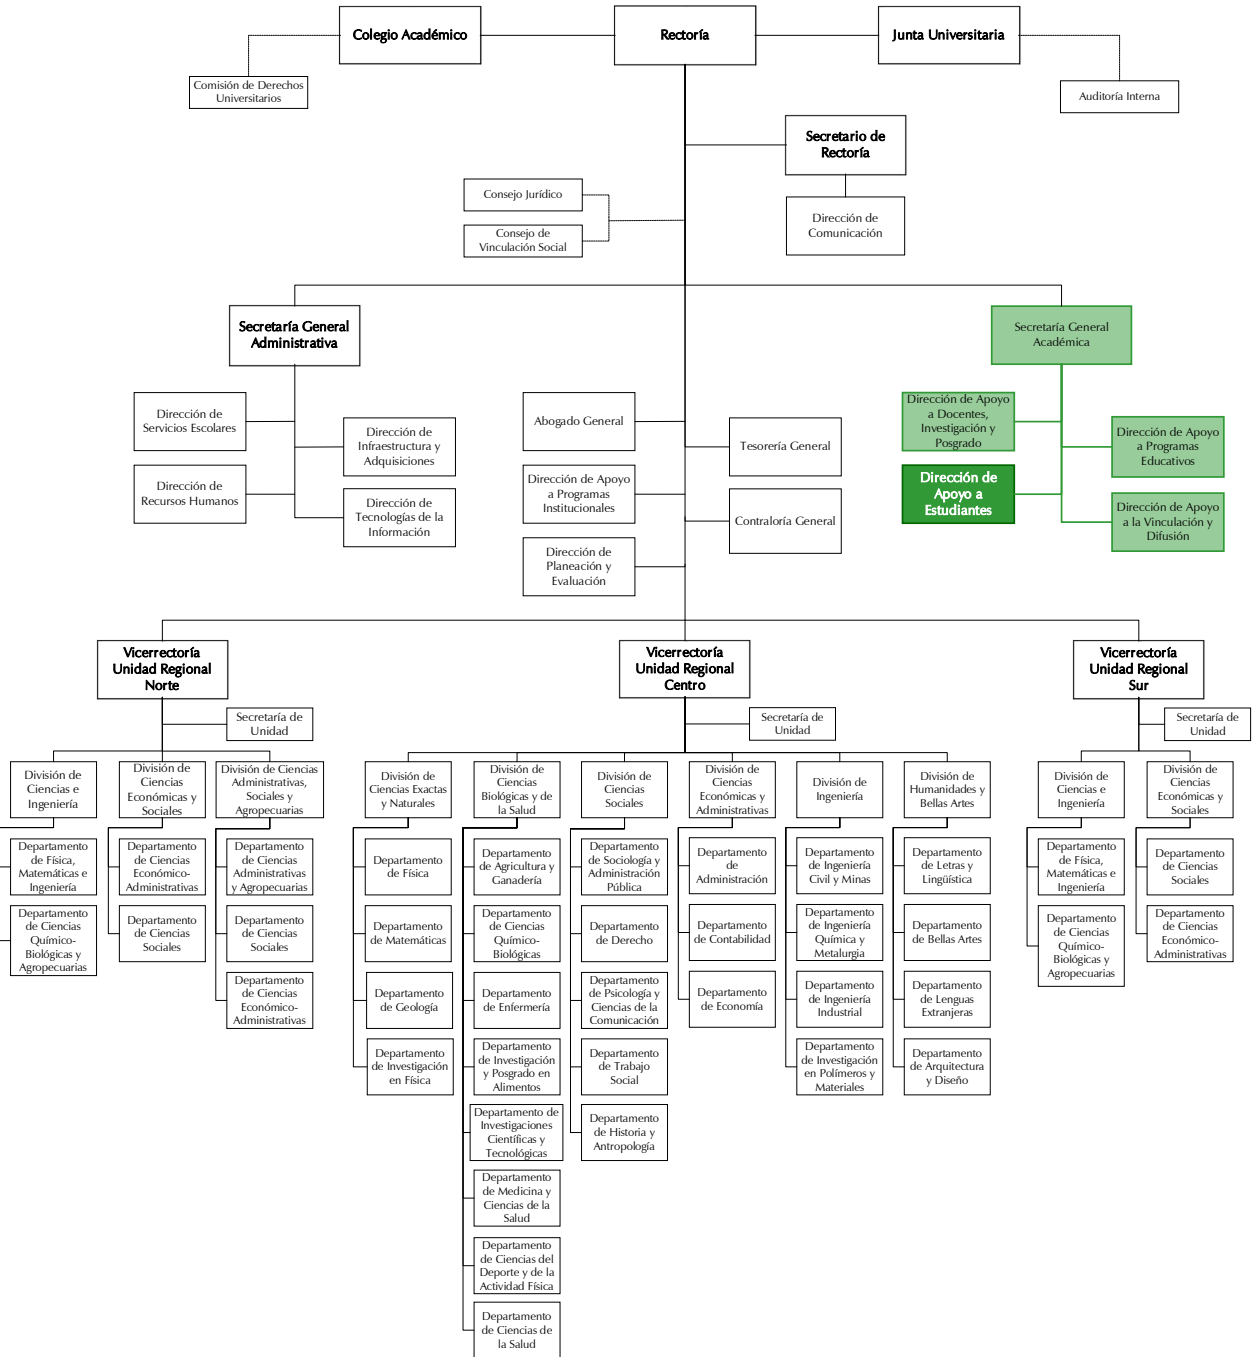 Colegio Académico
Rectoría
Junta Universitaria
Comisión de Derechos
Universitarios
Auditoría Interna
Secretario de
Rectoría
Consejo Jurídico
Dirección de
Comunicación
Consejo de
Vinculación Social
Secretaría General
Administrativa
Secretaría General
Académica
Dirección de
Servicios Escolares
Dirección de
Infraestructura y
Adquisiciones
Dirección de
Recursos Humanos
Dirección de
Tecnologías de la
Información
Abogado General
Tesorería General
Dirección de Apoyo
a Programas
Institucionales
Contraloría General
Dirección de
Planeación y
Evaluación
Dirección de Apoyo
a Docentes,
Investigación y
Posgrado
Dirección de Apoyo
a Programas
Educativos
Dirección de
Apoyo a
Estudiantes
Dirección de Apoyo
a la Vinculación y
Difusión
Vicerrectoría
Unidad Regional
Norte
Vicerrectoría
Unidad Regional
Centro
Vicerrectoría
Unidad Regional
Sur
Secretaría de
Unidad
Secretaría de
Unidad
Secretaría de
Unidad
División de
Ciencias e
Ingeniería
División de
Ciencias
Económicas y
Sociales
División de Ciencias
Administrativas,
Sociales y
Agropecuarias
División de
Ciencias Exactas
y Naturales
División de
Ciencias
Biológicas y de
la Salud
División de
Ciencias
Sociales
División de
Ciencias
Económicas y
Administrativas
División de
Ingeniería
División de
Humanidades y
Bellas Artes
División de
Ciencias e
Ingeniería
División de
Ciencias
Económicas y
Sociales
Departamento
de Física,
Matemáticas e
Ingeniería
Departamento
de Ciencias
Económico-
Administrativas
Departamento
de Ciencias
Administrativas
y Agropecuarias
Departamento
de Física
Departamento
de Agricultura y
Ganadería
Departamento
de Sociología y
Administración
Pública
Departamento
de
Administración
Departamento
de Ingeniería
Civil y Minas
Departamento
de Letras y
Lingüística
Departamento
de Física,
Matemáticas e
Ingeniería
Departamento
de Ciencias
Sociales
Departamento
de Ciencias
Químico-
Biológicas y
Agropecuarias
Departamento
de Ciencias
Sociales
Departamento
de Ciencias
Sociales
Departamento
de Matemáticas
Departamento
de Ciencias
Químico-
Biológicas
Departamento
de Derecho
Departamento
de Contabilidad
Departamento
de Ingeniería
Química y
Metalurgia
Departamento
de Bellas Artes
Departamento
de Ciencias
Químico-
Biológicas y
Agropecuarias
Departamento
de Ciencias
Económico-
Administrativas
Departamento
de Ciencias
Económico-
Administrativas
Departamento
de Geología
Departamento
de Enfermería
Departamento
de Psicología y
Ciencias de la
Comunicación
Departamento
de Economía
Departamento
de Ingeniería
Industrial
Departamento
de Lenguas
Extranjeras
Departamento
de Investigación
en Física
Departamento
de Investigación
y Posgrado en
Alimentos
Departamento
de Trabajo
Social
Departamento
de Investigación
en Polímeros y
Materiales
Departamento
de Arquitectura
y Diseño
Departamento de
Investigaciones
Científicas y
Tecnológicas
Departamento
de Historia y
Antropología
Departamento
de Medicina y
Ciencias de la
Salud
Departamento
de Ciencias del
Deporte y de la
Actividad Física
Departamento
de Ciencias de
la Salud